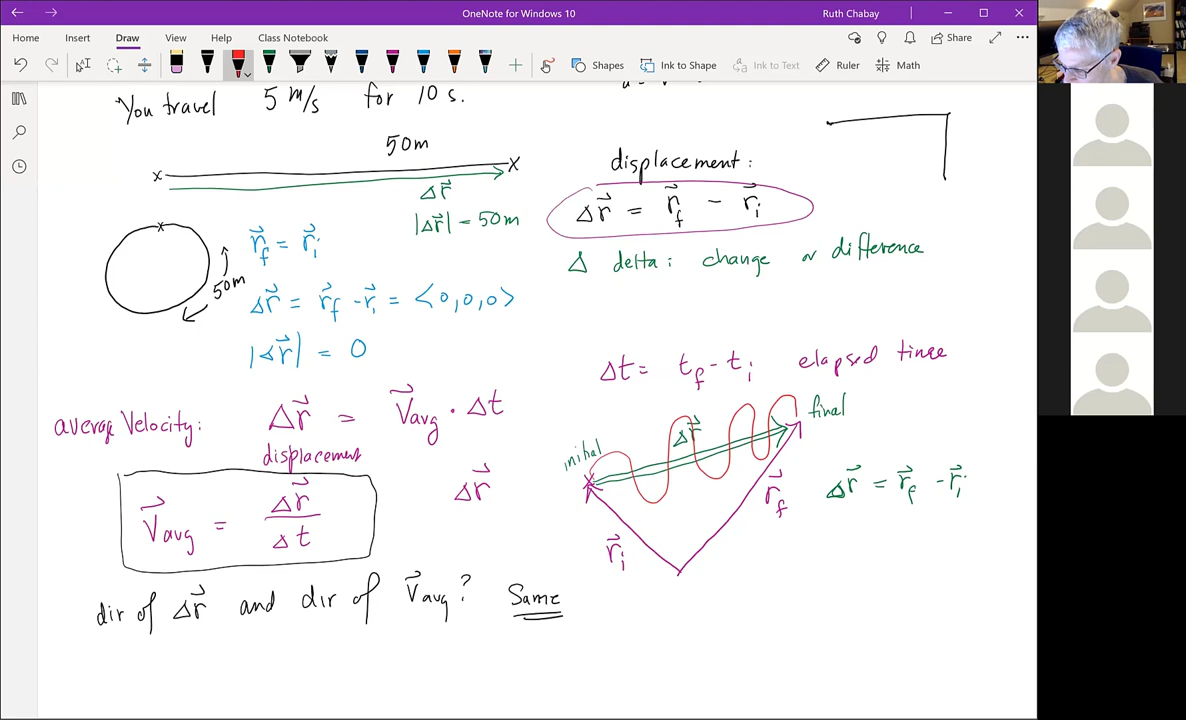 OneNote for Windows 10
Ruth Chabay
Home Insert Draw View Help Class Notebook
Share
Shapes Ink to Shape Ink to Text Ruler Math
You travel 5 m/s for 10 s.
50m
Δr⃗
|Δr⃗| = 50m
displacement:
Δr⃗ = r⃗f - r⃗i
Δ delta: change or difference
50m
r⃗f = r⃗i
Δr⃗ = r⃗f - r⃗i = <0,0,0>
|Δr⃗| = 0
Δt = tf - ti elapsed time
average Velocity: Δr⃗ = v⃗avg · Δt
displacement
v⃗avg = Δr⃗ / Δt
Δr⃗
initial
Δr⃗
final
r⃗i
r⃗f
Δr⃗ = r⃗f - r⃗i
dir of Δr⃗ and dir of v⃗avg? Same